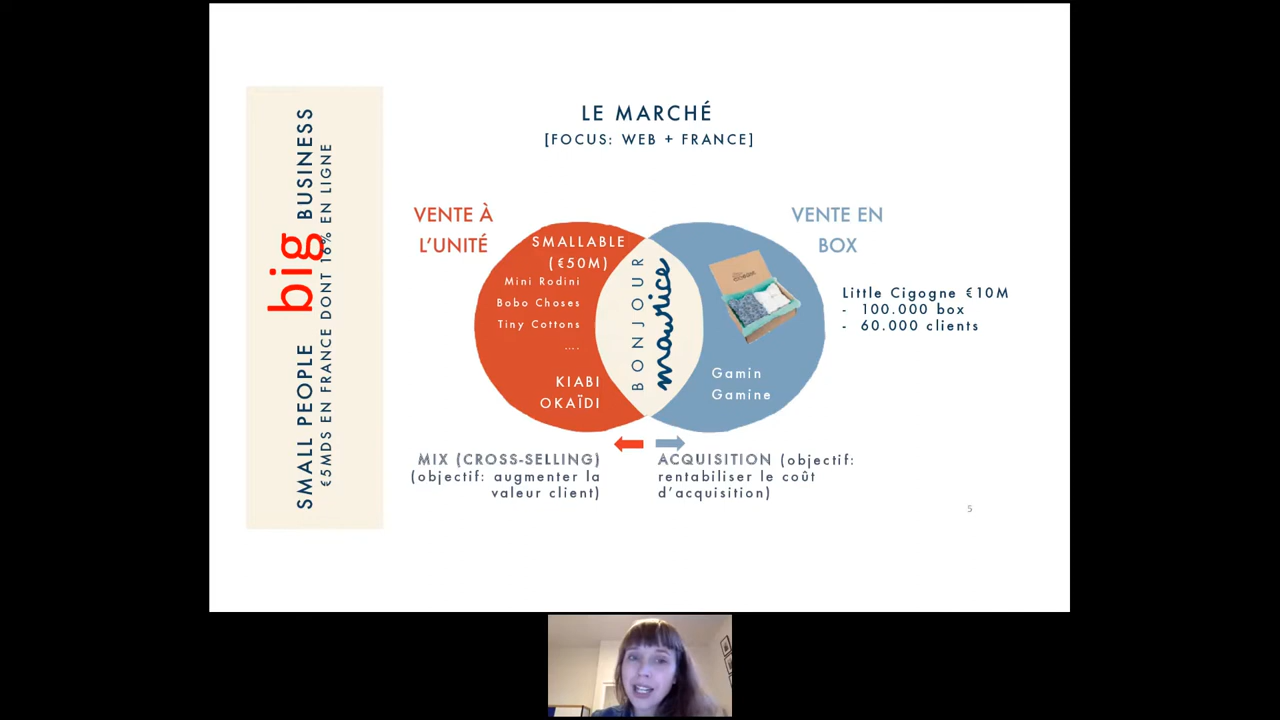 SMALL PEOPLE big BUSINESS
€5MDS EN FRANCE DONT 16% EN LIGNE
LE MARCHÉ
[FOCUS: WEB + FRANCE]
VENTE À
L'UNITÉ
SMALLABLE
(€50M)
Mini Rodini
Bobo Choses
Tiny Cottons
....
KIABI
OKAÏDI
BONJOUR
maurice
VENTE EN
BOX
Gamin
Gamine
Little Cigogne €10M
- 100.000 box
- 60.000 clients
MIX (CROSS-SELLING)
(objectif: augmenter la
valeur client)
ACQUISITION (objectif:
rentabiliser le coût
d'acquisition)
5